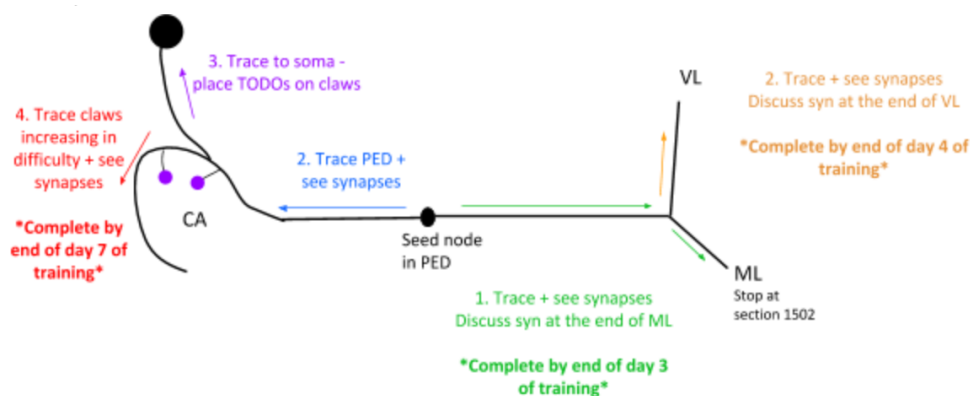 3. Trace to soma -
place TODOs on claws
4. Trace claws
increasing in
difficulty + see
synapses
*Complete by
end of day 7 of
training*
CA
2. Trace PED +
see synapses
Seed node
in PED
VL
2. Trace + see synapses
Discuss syn at the end of VL
*Complete by end of day 4 of
training*
ML
Stop at
section 1502
1. Trace + see synapses
Discuss syn at the end of ML
*Complete by end of day 3
of training*